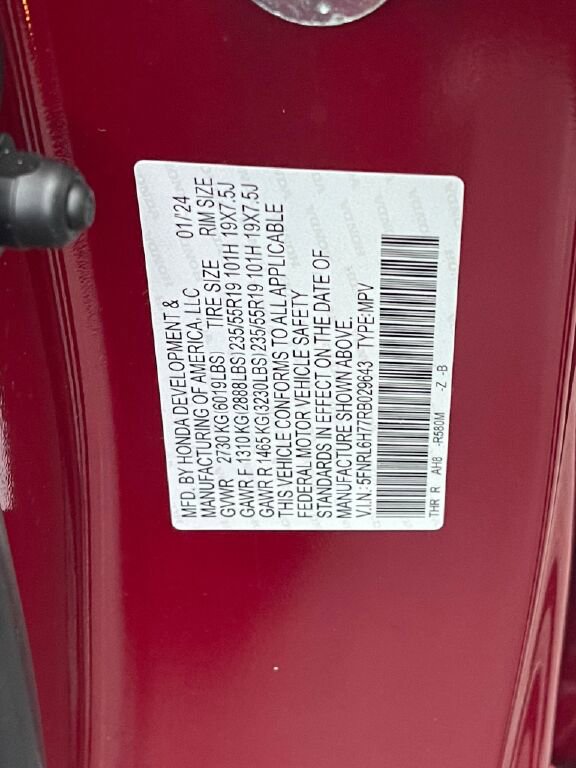 MFD. BY HONDA DEVELOPMENT & 01/'24
MANUFACTURING OF AMERICA, LLC
GVWR 2730 KG(6019LBS) TIRE SIZE RIM SIZE
GAWR F 1310 KG(2888LBS)235/55R19 101H 19X7.5J
GAWR R 1465 KG(3230LBS)235/55R19 101H 19X7.5J
THIS VEHICLE CONFORMS TO ALL APPLICABLE
FEDERAL MOTOR VEHICLE SAFETY
STANDARDS IN EFFECT ON THE DATE OF
MANUFACTURE SHOWN ABOVE.
V.I.N:5FNRL6H77RB029643 TYPE:MPV
THR R AH8 -R580M -Z -B